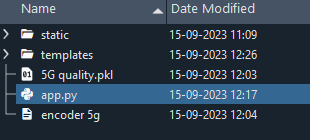 Name Date Modified
static 15-09-2023 11:09
templates 15-09-2023 12:26
5G quality.pkl 15-09-2023 12:03
app.py 15-09-2023 12:17
encoder 5g 15-09-2023 12:04